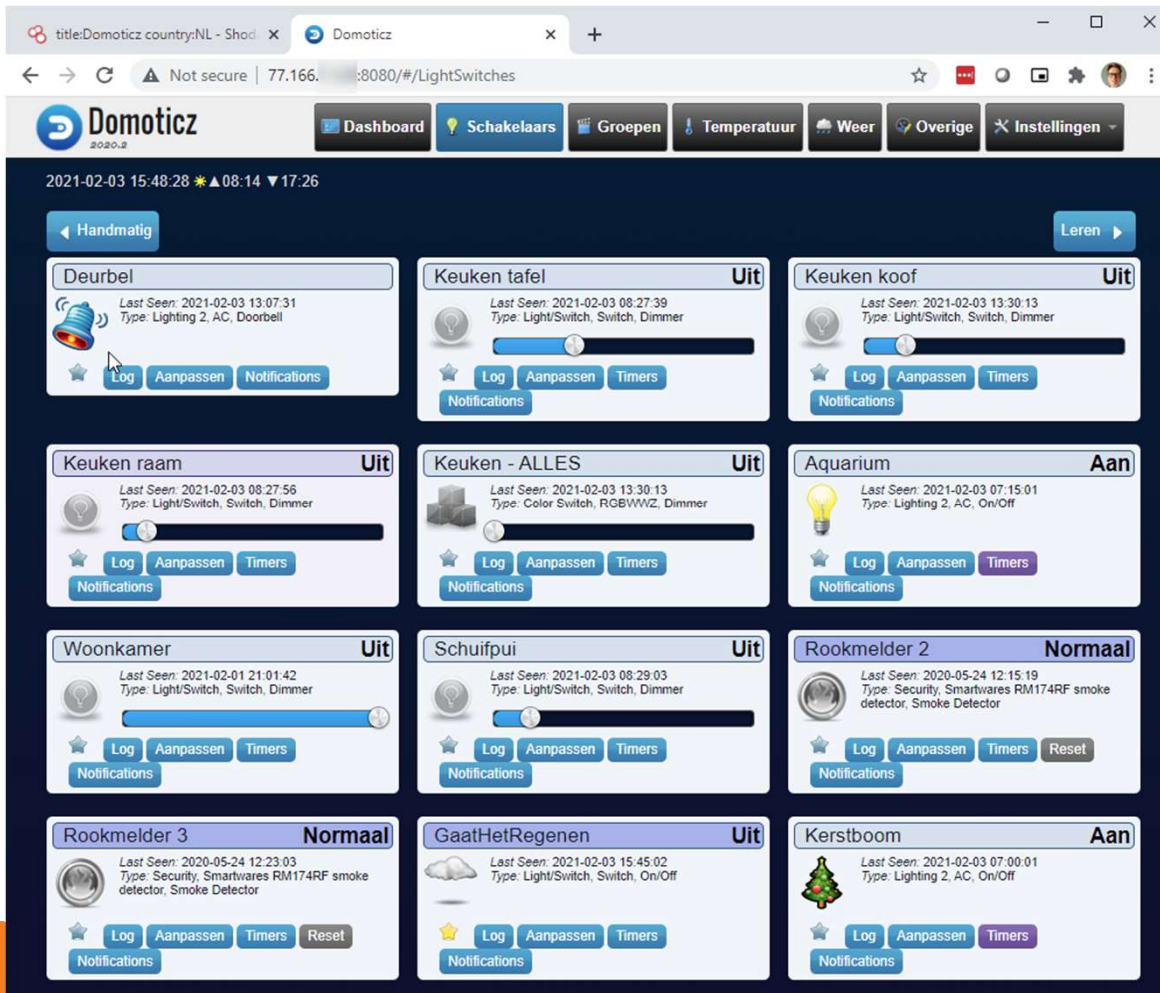 title:Domoticz country:NL - Shod
Domoticz
Not secure 77.166. :8080/#/LightSwitches
Domoticz
2020.2
Dashboard Schakelaars Groepen Temperatuur Weer Overige Instellingen
2021-02-03 15:48:28 ☀▲08:14 ▼17:26
Handmatig Leren
Deurbel
Last Seen: 2021-02-03 13:07:31
Type: Lighting 2, AC, Doorbell
Log Aanpassen Notifications
Keuken tafel Uit
Last Seen: 2021-02-03 08:27:39
Type: Light/Switch, Switch, Dimmer
Log Aanpassen Timers
Notifications
Keuken koof Uit
Last Seen: 2021-02-03 13:30:13
Type: Light/Switch, Switch, Dimmer
Log Aanpassen Timers
Notifications
Keuken raam Uit
Last Seen: 2021-02-03 08:27:56
Type: Light/Switch, Switch, Dimmer
Log Aanpassen Timers
Notifications
Keuken - ALLES Uit
Last Seen: 2021-02-03 13:30:13
Type: Color Switch, RGBWWZ, Dimmer
Log Aanpassen Timers
Notifications
Aquarium Aan
Last Seen: 2021-02-03 07:15:01
Type: Lighting 2, AC, On/Off
Log Aanpassen Timers
Notifications
Woonkamer Uit
Last Seen: 2021-02-01 21:01:42
Type: Light/Switch, Switch, Dimmer
Log Aanpassen Timers
Notifications
Schuifpui Uit
Last Seen: 2021-02-03 08:29:03
Type: Light/Switch, Switch, Dimmer
Log Aanpassen Timers
Notifications
Rookmelder 2 Normaal
Last Seen: 2020-05-24 12:15:19
Type: Security, Smartwares RM174RF smoke
detector, Smoke Detector
Log Aanpassen Timers Reset
Notifications
Rookmelder 3 Normaal
Last Seen: 2020-05-24 12:23:03
Type: Security, Smartwares RM174RF smoke
detector, Smoke Detector
Log Aanpassen Timers Reset
Notifications
GaatHetRegenen Uit
Last Seen: 2021-02-03 15:45:02
Type: Light/Switch, Switch, On/Off
Log Aanpassen Timers
Notifications
Kerstboom Aan
Last Seen: 2021-02-03 07:00:01
Type: Lighting 2, AC, On/Off
Log Aanpassen Timers
Notifications